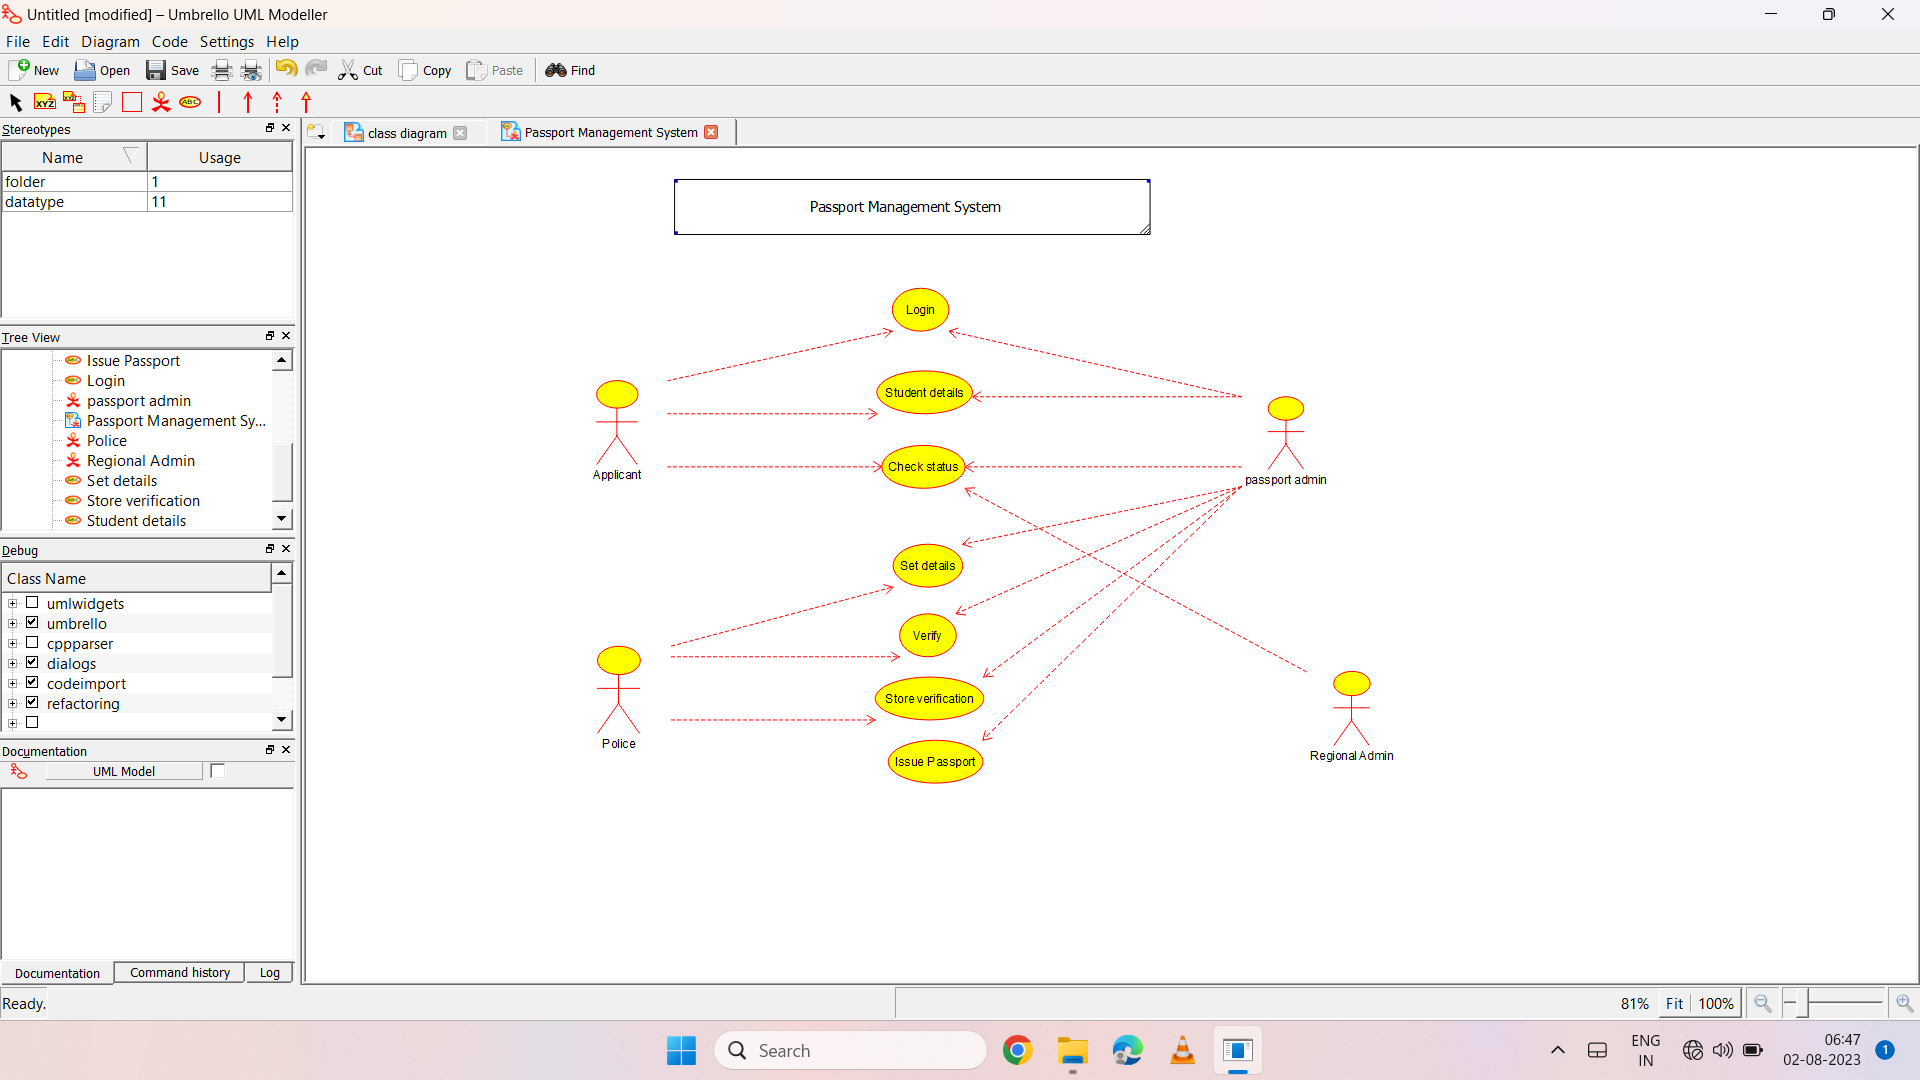 Untitled [modified] – Umbrello UML Modeller
File Edit Diagram Code Settings Help
New Open Save Cut Copy Paste Find
XYZ XYZ ABC
Stereotypes
Name Usage
folder 1
datatype 11
Tree View
Issue Passport
Login
passport admin
Passport Management Sy...
Police
Regional Admin
Set details
Store verification
Student details
Debug
Class Name
umlwidgets
umbrello
cppparser
dialogs
codeimport
refactoring
Documentation
UML Model
Documentation Command history Log
Ready.
class diagram Passport Management System
Passport Management System
Login
Student details
Applicant
Check status
passport admin
Set details
Verify
Store verification
Police
Issue Passport
Regional Admin
81% Fit 100%
Search
ENG
IN
06:47
02-08-2023
1